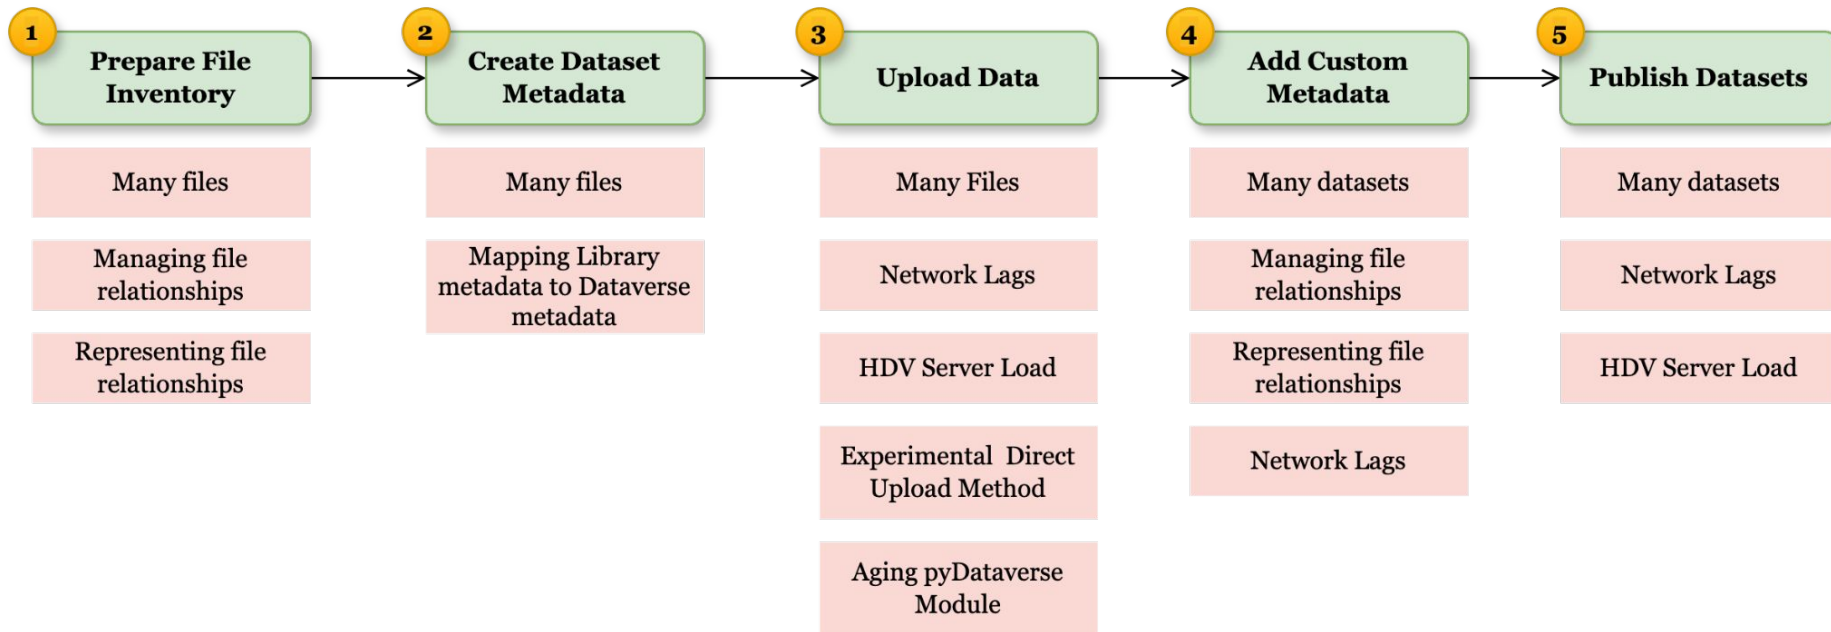 1
Prepare File
Inventory
Many files
Managing file
relationships
Representing file
relationships
2
Create Dataset
Metadata
Many files
Mapping Library
metadata to Dataverse
metadata
3
Upload Data
Many Files
Network Lags
HDV Server Load
Experimental Direct
Upload Method
Aging pyDataverse
Module
4
Add Custom
Metadata
Many datasets
Managing file
relationships
Representing file
relationships
Network Lags
5
Publish Datasets
Many datasets
Network Lags
HDV Server Load